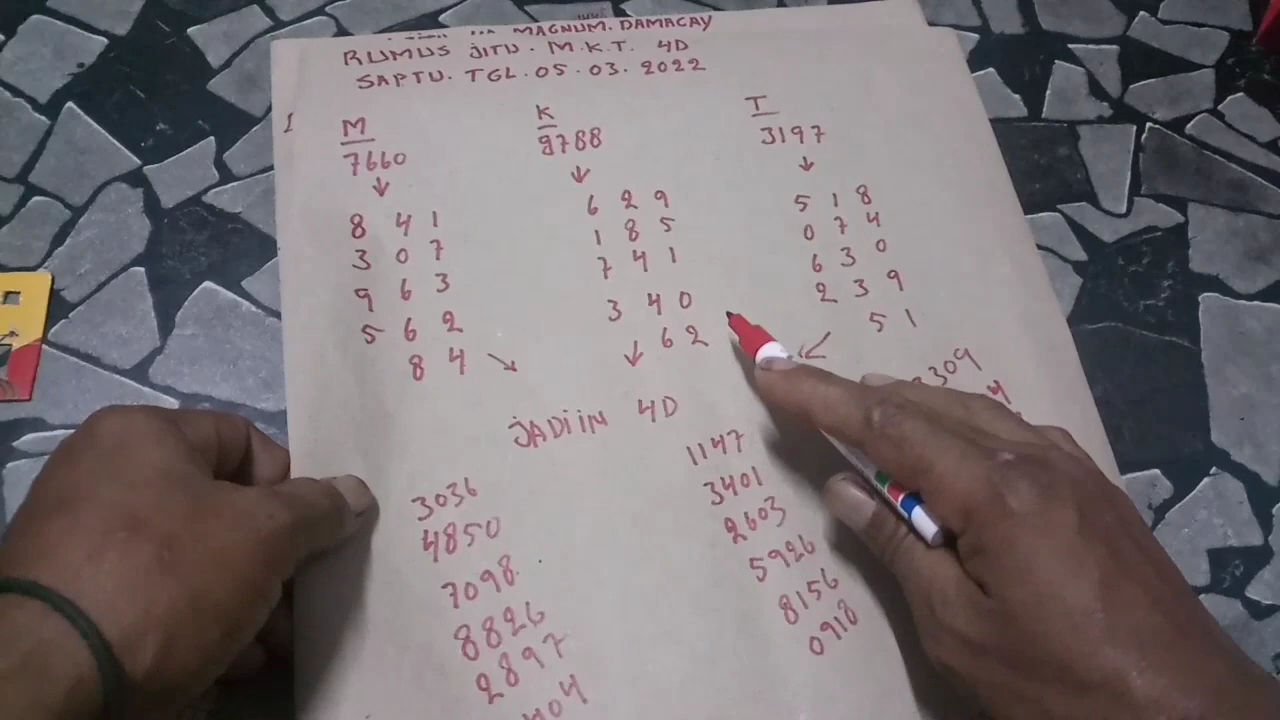 MAGNUM. DAMACAY
RUMUS JITU. M.K.T. 4D
SAPTU. TGL. 05.03.2022
1 M K T
7660 9788 3197
8 4 1 6 2 9 5 1 8
3 0 7 1 8 5 0 7 4
9 6 3 7 4 1 6 3 0
5 6 2 3 4 0 2 3 9
8 4 6 2 5 1
JADIIN 4D
3036 1147
4850 3401
7098 2603
8826 5926
2897 8156
0918